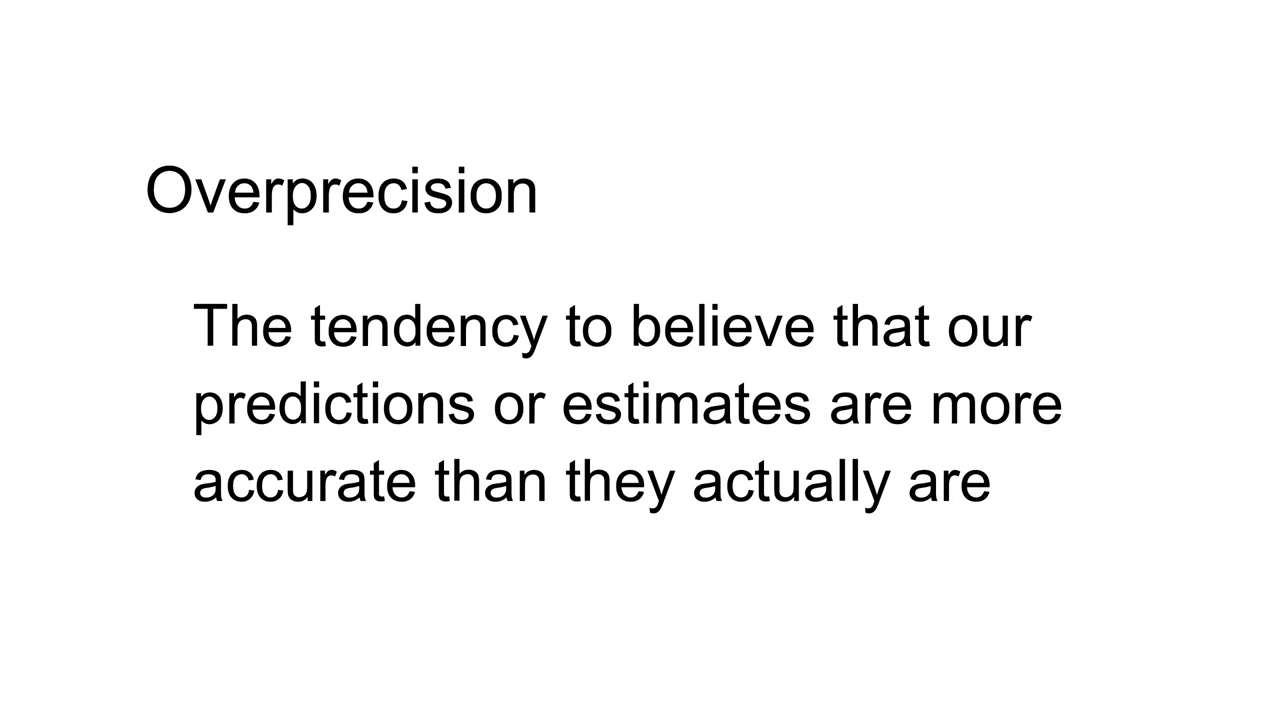 Overprecision
The tendency to believe that our
predictions or estimates are more
accurate than they actually are